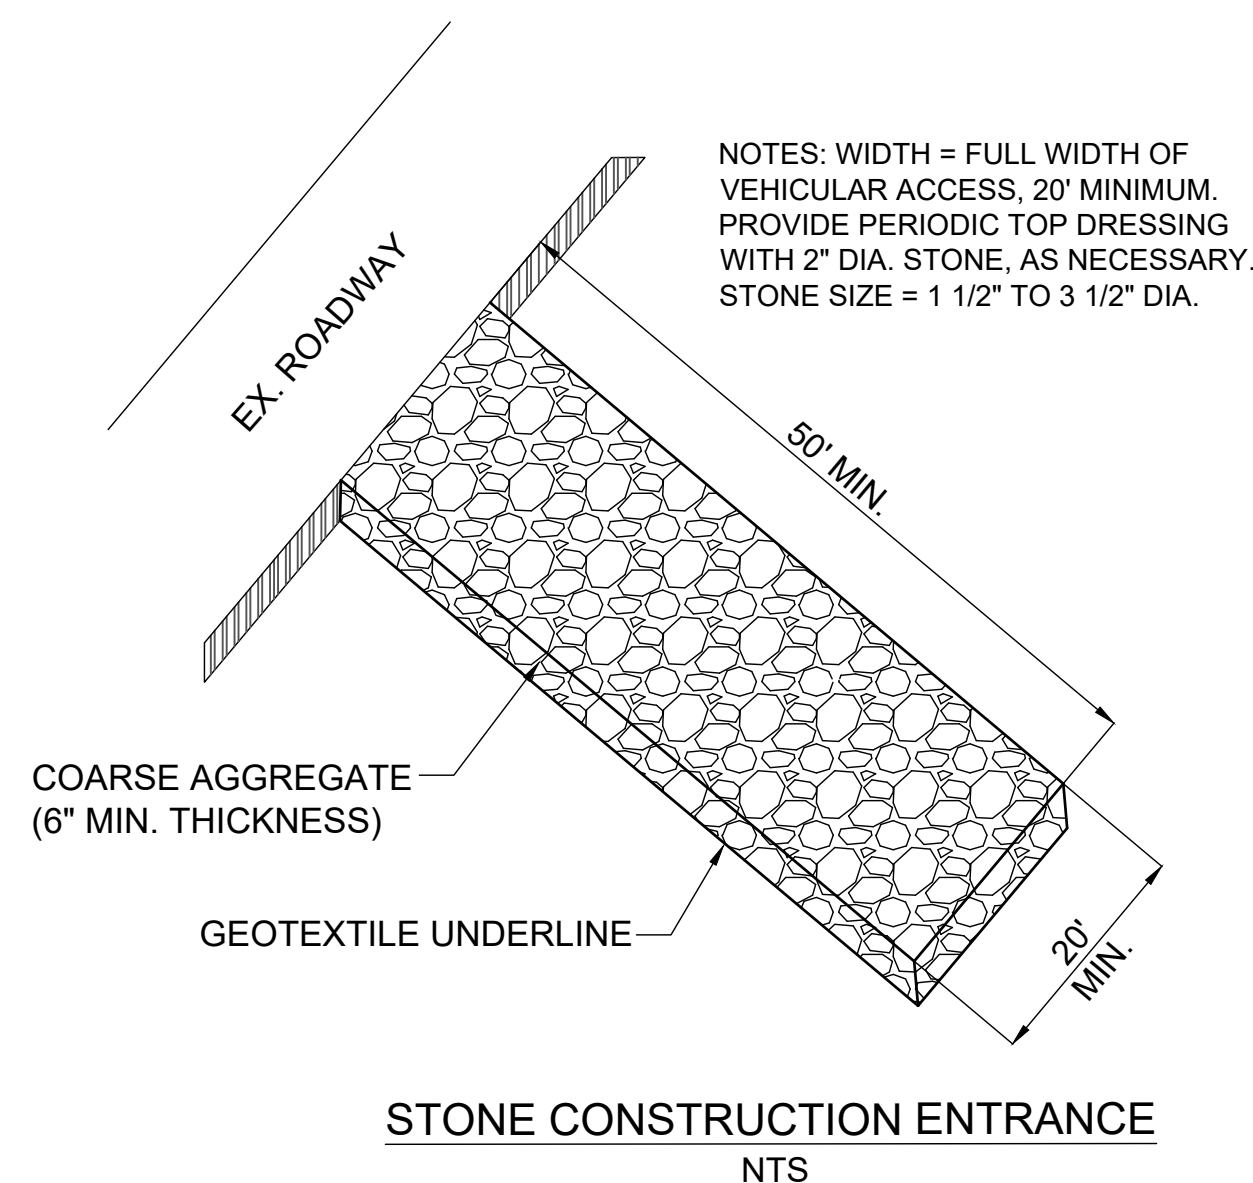 NOTES: WIDTH = FULL WIDTH OF
VEHICULAR ACCESS, 20' MINIMUM.
PROVIDE PERIODIC TOP DRESSING
WITH 2" DIA. STONE, AS NECESSARY.
STONE SIZE = 1 1/2" TO 3 1/2" DIA.
EX. ROADWAY
50' MIN.
COARSE AGGREGATE
(6" MIN. THICKNESS)
GEOTEXTILE UNDERLINE
20'
MIN.
STONE CONSTRUCTION ENTRANCE
NTS